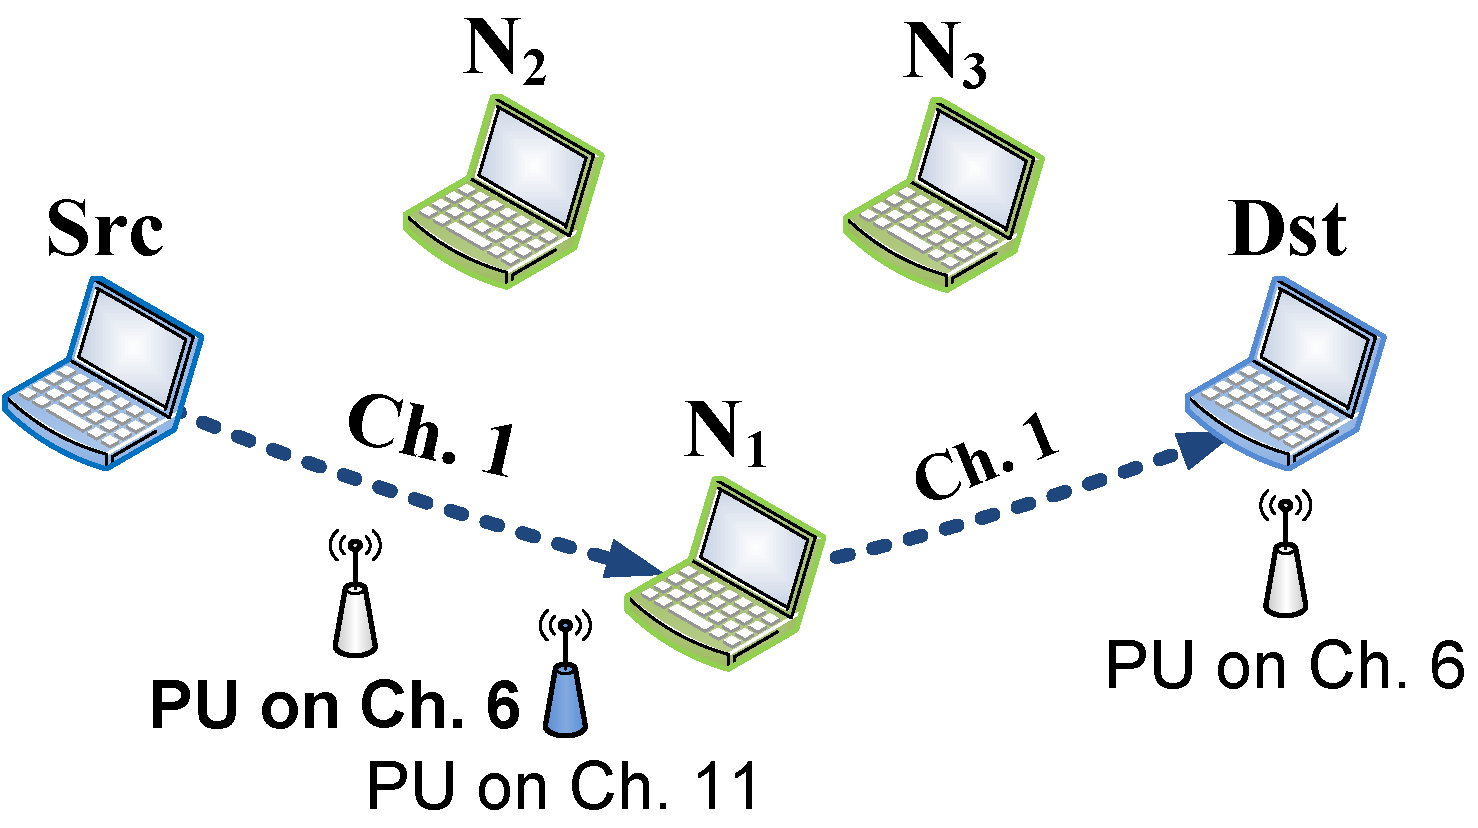 N2
N3
Src
Dst
Ch. 1
N1
Ch. 1
PU on Ch. 6
PU on Ch. 11
PU on Ch. 6